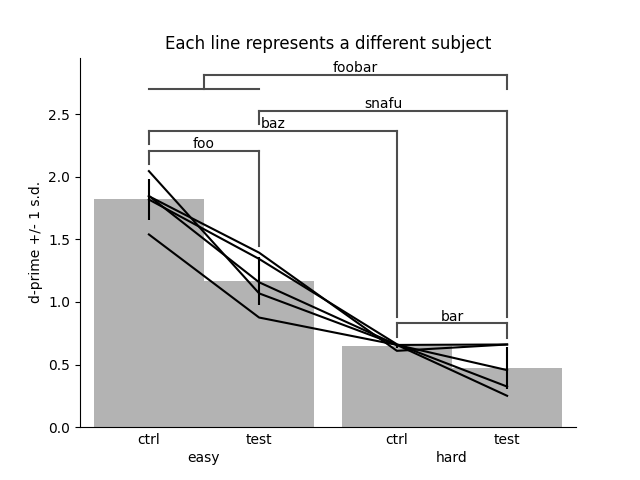 Each line represents a different subject
foobar
snafu
baz
foo
bar
d-prime +/- 1 s.d.
2.5
2.0
1.5
1.0
0.5
0.0
ctrl test ctrl test
easy hard